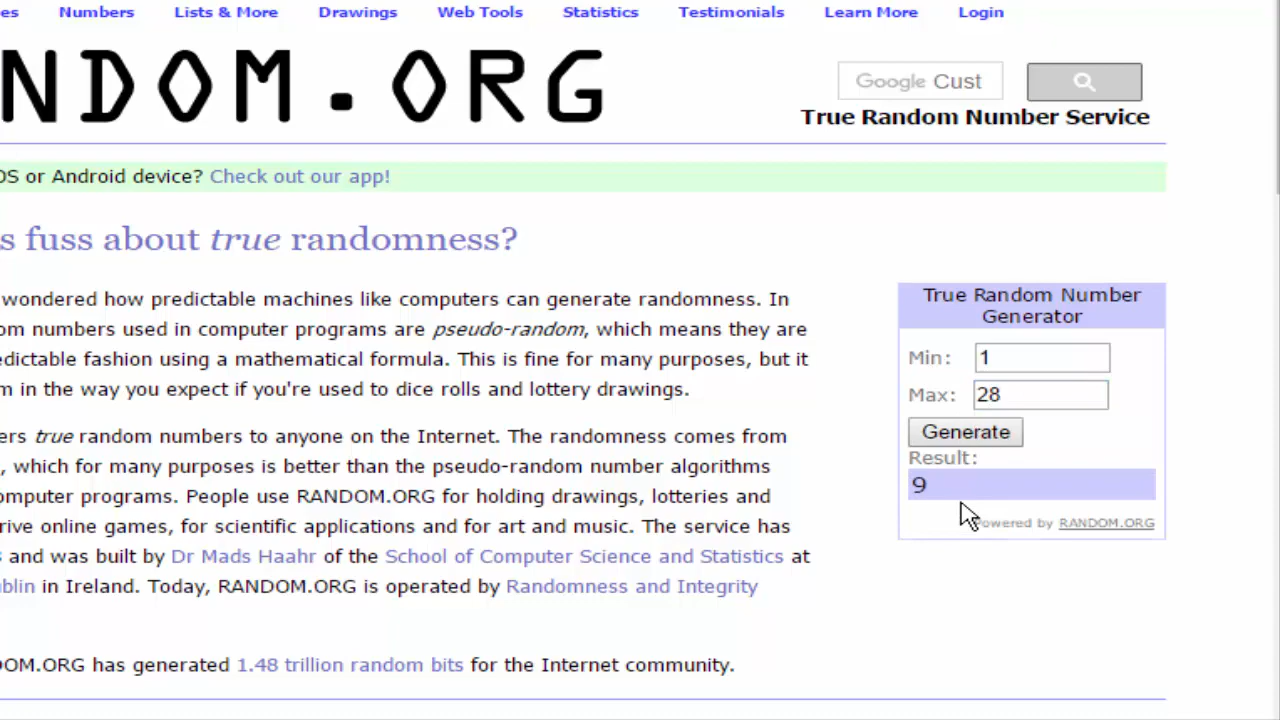 es Numbers Lists & More Drawings Web Tools Statistics Testimonials Learn More Login
NDOM.ORG
Google Cust
True Random Number Service
OS or Android device? Check out our app!
s fuss about true randomness?
wondered how predictable machines like computers can generate randomness. In
om numbers used in computer programs are pseudo-random, which means they are
edictable fashion using a mathematical formula. This is fine for many purposes, but it
m in the way you expect if you're used to dice rolls and lottery drawings.
ers true random numbers to anyone on the Internet. The randomness comes from
, which for many purposes is better than the pseudo-random number algorithms
omputer programs. People use RANDOM.ORG for holding drawings, lotteries and
rive online games, for scientific applications and for art and music. The service has
s and was built by Dr Mads Haahr of the School of Computer Science and Statistics at
blin in Ireland. Today, RANDOM.ORG is operated by Randomness and Integrity
DOM.ORG has generated 1.48 trillion random bits for the Internet community.
True Random Number
Generator
Min: 1
Max: 28
Generate
Result:
9
owered by RANDOM.ORG